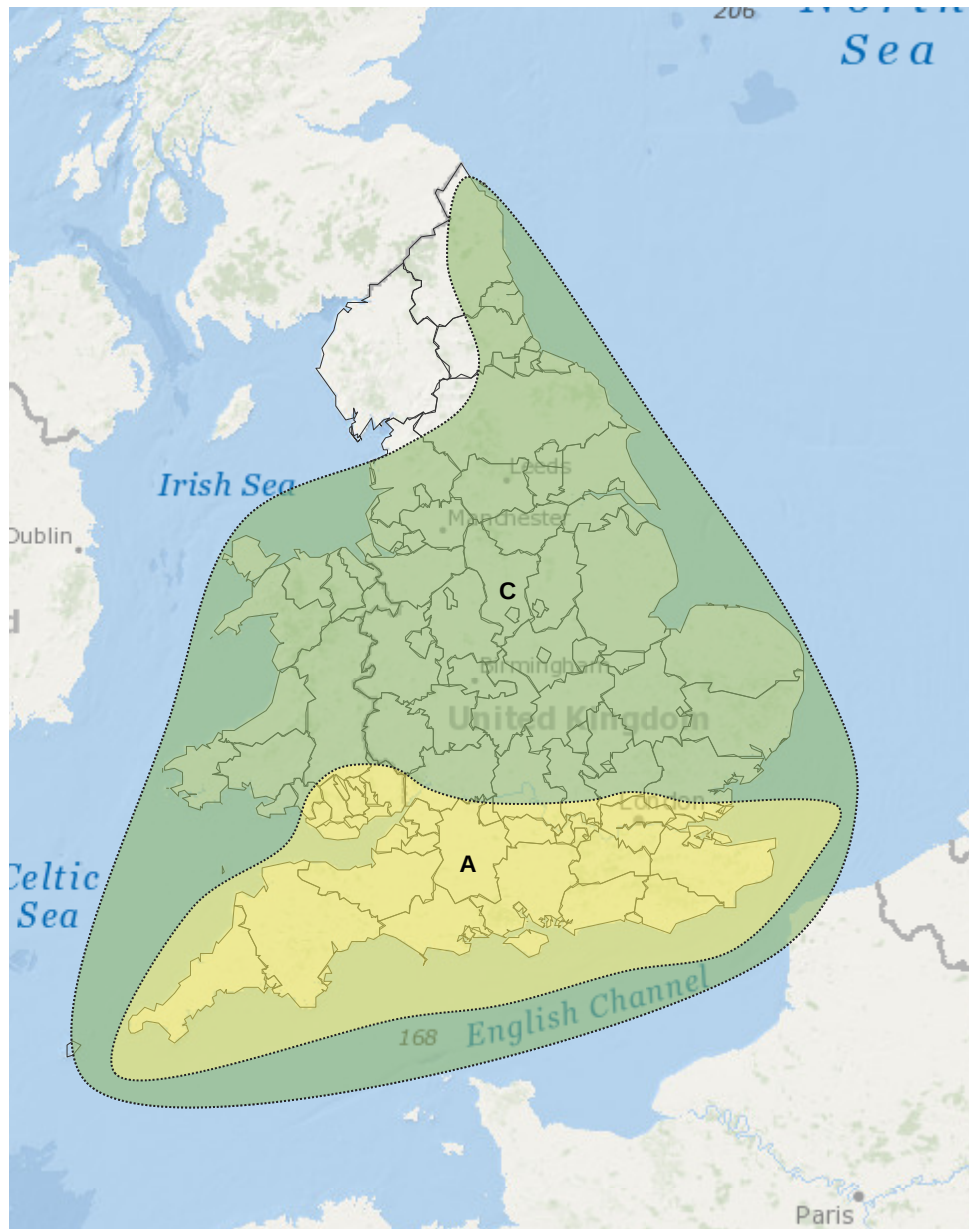 206
North
Sea
Leeds
Irish Sea
Manchester
Dublin
C
d
Birmingham
United Kingdom
London
A
Celtic
Sea
English Channel
168
Paris